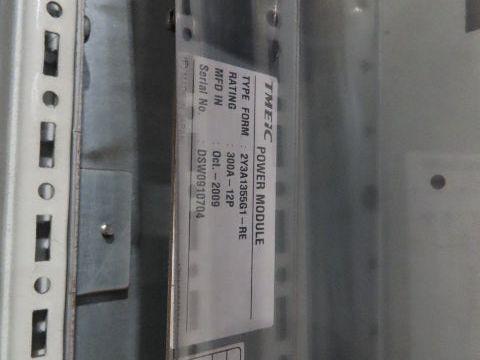 TMEiC POWER MODULE
TYPE FORM : 2Y3A1355G1-RE
RATING : 300A-12P
MFD IN : Oct.-2009
Serial No. : DSW0910704